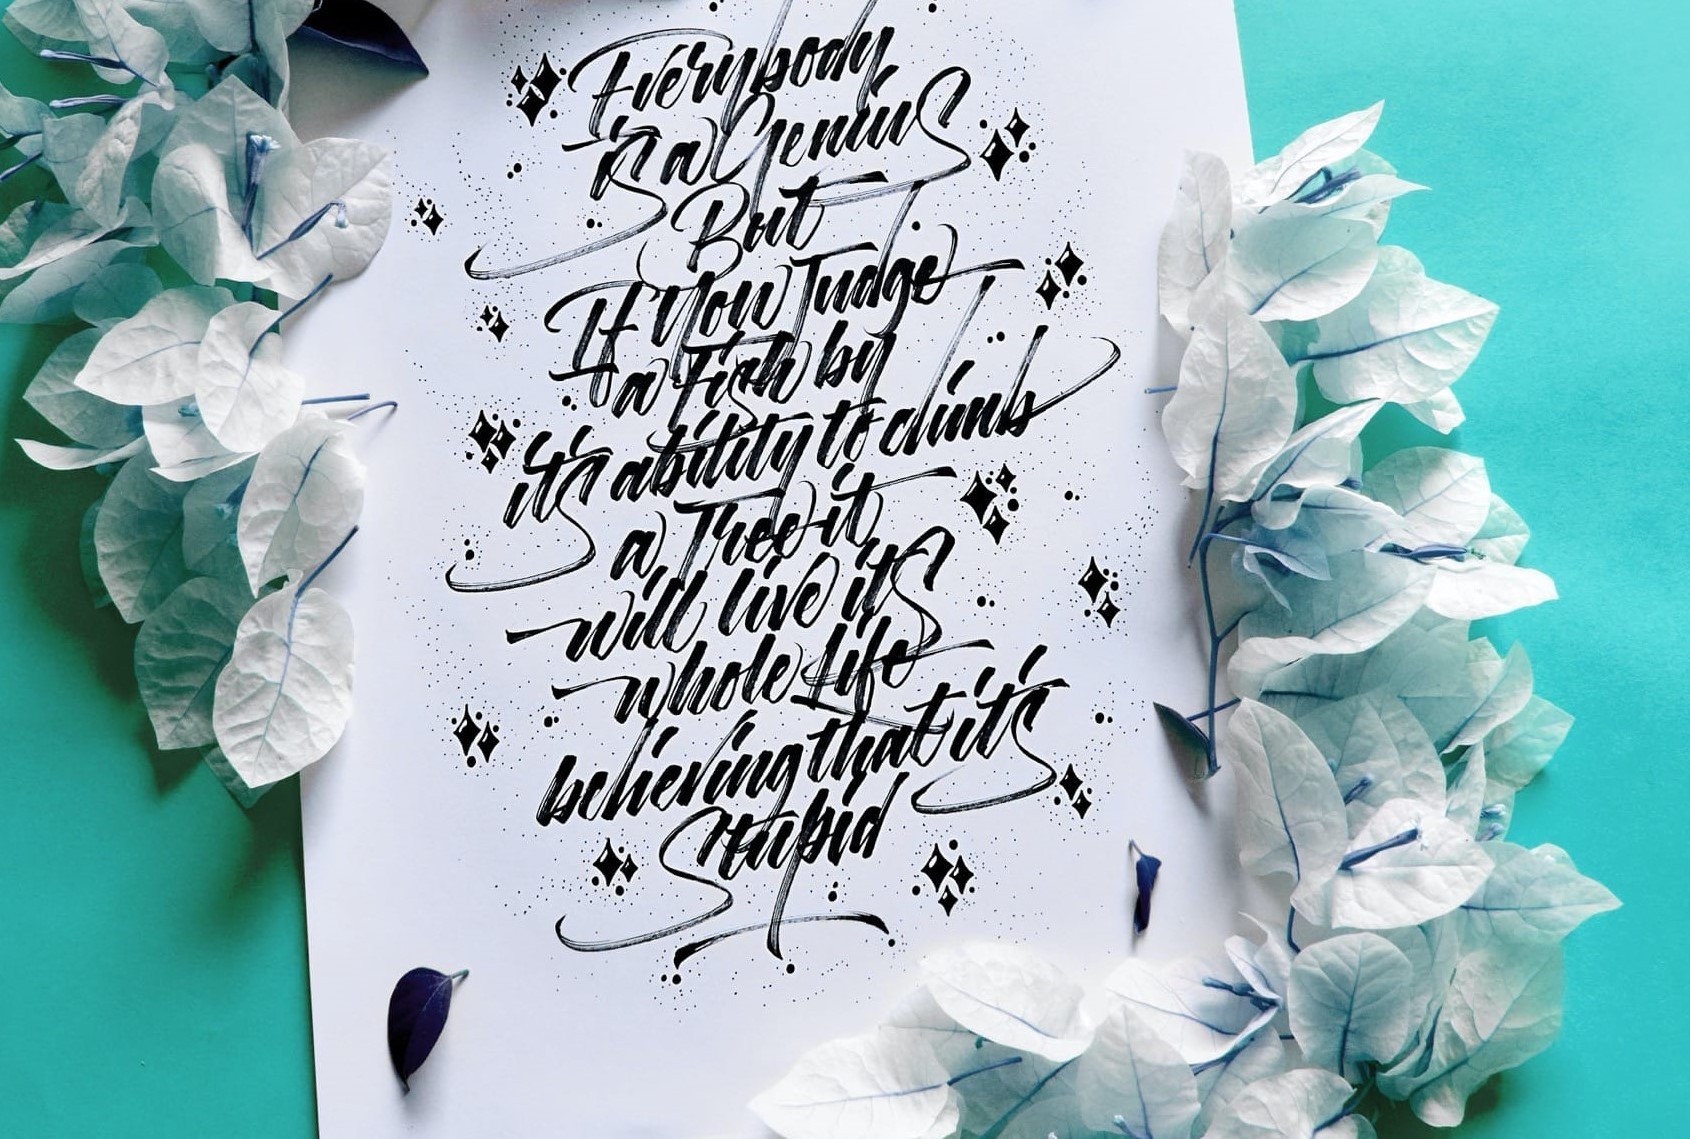 Everybody
is a Genius
But
If You Judge
a Fish by
it's ability to climb
a Tree it
will live it's
whole Life
believing that it's
Stupid